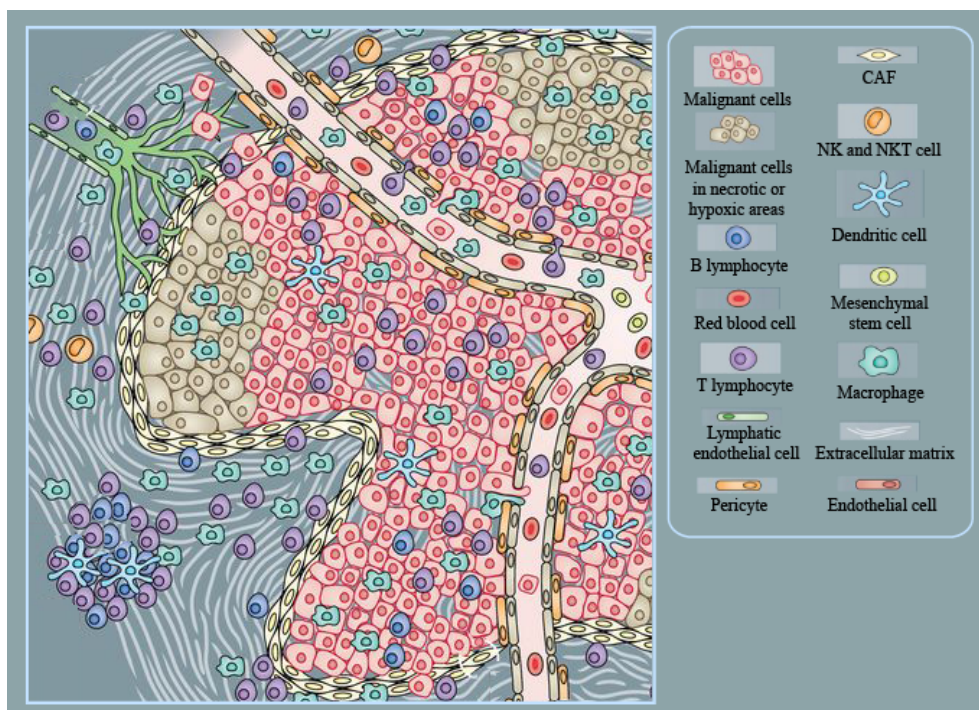 Malignant cells
Malignant cells
in necrotic or
hypoxic areas
B lymphocyte
Red blood cell
T lymphocyte
Lymphatic
endothelial cell
Pericyte
CAF
NK and NKT cell
Dendritic cell
Mesenchymal
stem cell
Macrophage
Extracellular matrix
Endothelial cell